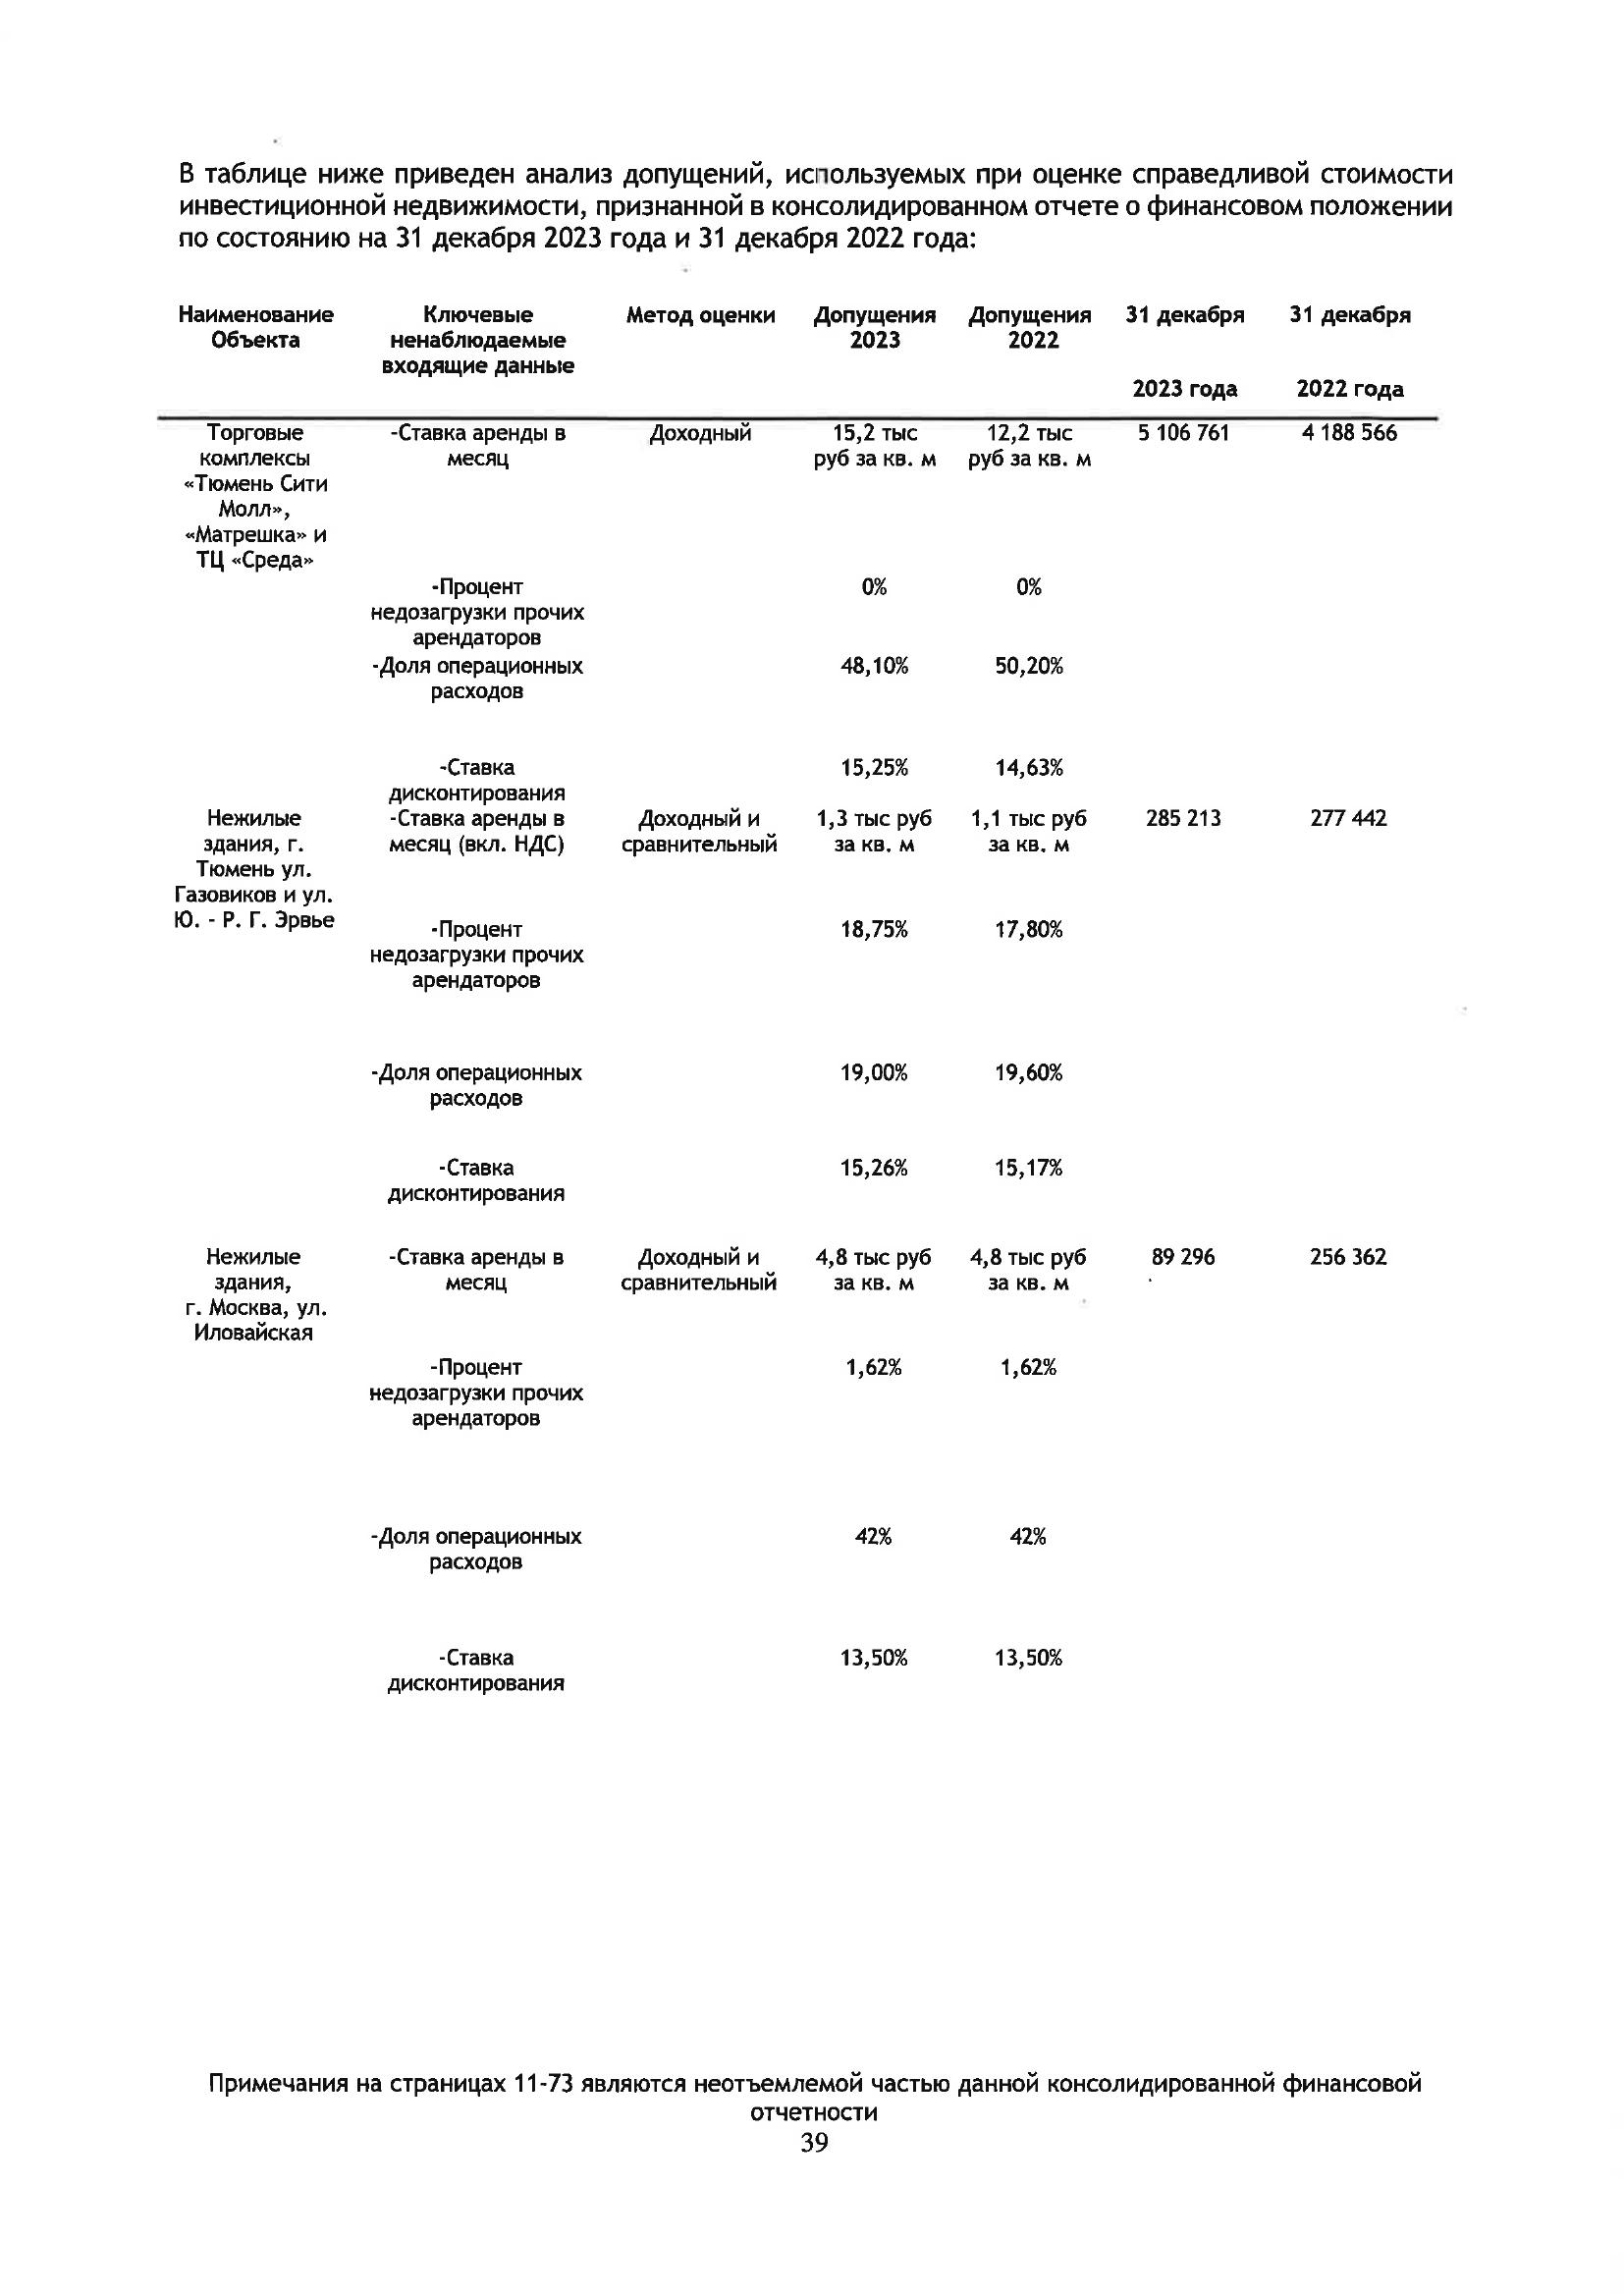 В таблице ниже приведен анализ допущений, используемых при оценке справедливой стоимости
инвестиционной недвижимости, признанной в консолидированном отчете о финансовом положении
по состоянию на 31 декабря 2023 года и 31 декабря 2022 года:
Наименование Ключевые Метод оценки Допущения Допущения 31 декабря 31 декабря
Объекта ненаблюдаемые 2023 2022
входящие данные
2023 года 2022 года
Торговые -Ставка аренды в Доходный 15,2 тыс 12,2 тыс 5 106 761 4 188 566
комплексы месяц руб за кв. м руб за кв. м
«Тюмень Сити
Молл»,
«Матрешка» и
ТЦ «Среда»
-Процент 0% 0%
недозагрузки прочих
арендаторов
-Доля операционных 48,10% 50,20%
расходов
-Ставка 15,25% 14,63%
дисконтирования
Нежилые -Ставка аренды в Доходный и 1,3 тыс руб 1,1 тыс руб 285 213 277 442
здания, г. месяц (вкл. НДС) сравнительный за кв. м за кв. м
Тюмень ул.
Газовиков и ул.
Ю. - Р. Г. Эрвье -Процент 18,75% 17,80%
недозагрузки прочих
арендаторов
-Доля операционных 19,00% 19,60%
расходов
-Ставка 15,26% 15,17%
дисконтирования
Нежилые -Ставка аренды в Доходный и 4,8 тыс руб 4,8 тыс руб 89 296 256 362
здания, месяц сравнительный за кв. м за кв. м
г. Москва, ул.
Иловайская
-Процент 1,62% 1,62%
недозагрузки прочих
арендаторов
-Доля операционных 42% 42%
расходов
-Ставка 13,50% 13,50%
дисконтирования
Примечания на страницах 11-73 являются неотъемлемой частью данной консолидированной финансовой
отчетности
39